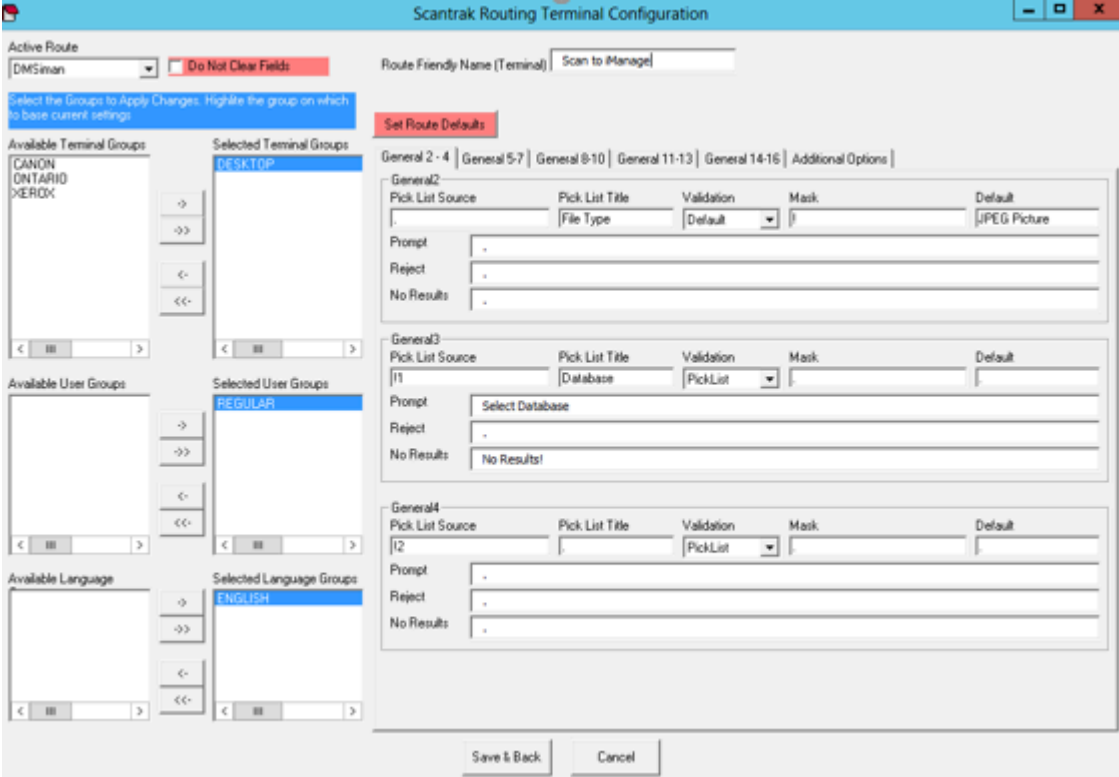 Scantrak Routing Terminal Configuration
Active Route
DMSiman
Do Not Clear Fields
Route Friendly Name (Terminal)
Scan to iManage
Select the Groups to Apply Changes. Highlite the group on which
to base current settings
Set Route Defaults
Available Terminal Groups
CANON
ONTARIO
XEROX
->
->>
<-
<<-
Selected Terminal Groups
DESKTOP
Available User Groups
->
->>
<-
<<-
Selected User Groups
REGULAR
Available Language
->
->>
<-
<<-
Selected Language Groups
ENGLISH
General 2 - 4
General 5-7
General 8-10
General 11-13
General 14-16
Additional Options
General2
Pick List Source Pick List Title Validation Mask Default
. File Type Default ! JPEG Picture
Prompt .
Reject .
No Results .
General3
Pick List Source Pick List Title Validation Mask Default
Database PickList . .
Prompt Select Database
Reject .
No Results No Results!
General4
Pick List Source Pick List Title Validation Mask Default
. PickList . .
Prompt .
Reject .
No Results .
Save & Back
Cancel